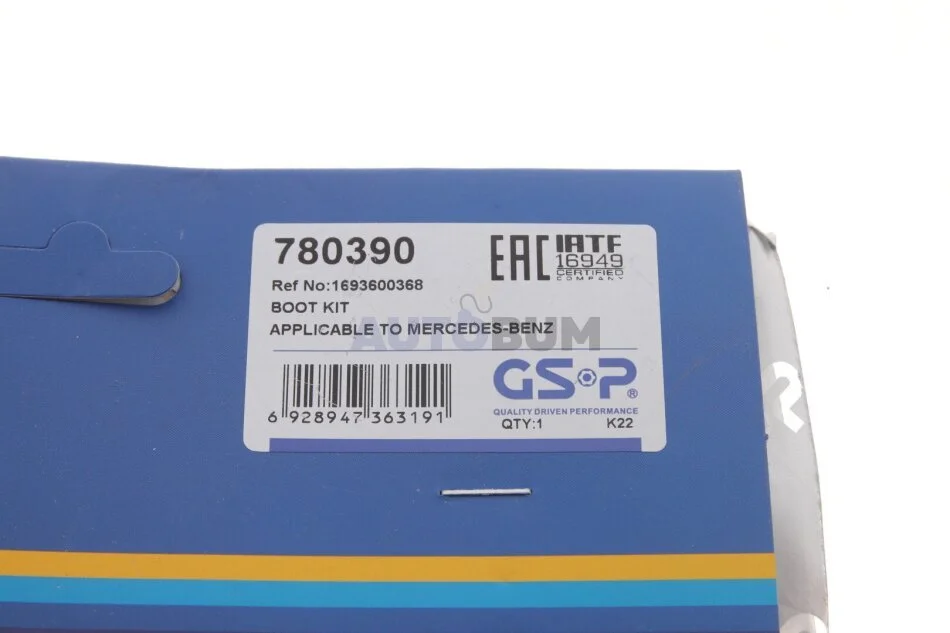 780390
EAC
IATF
16949
CERTIFIED
COMPANY
Ref No:1693600368
BOOT KIT
APPLICABLE TO MERCEDES-BENZ
AUTOBUM
GSP®
QUALITY DRIVEN PERFORMANCE
6 928947 363191
QTY:1 K22